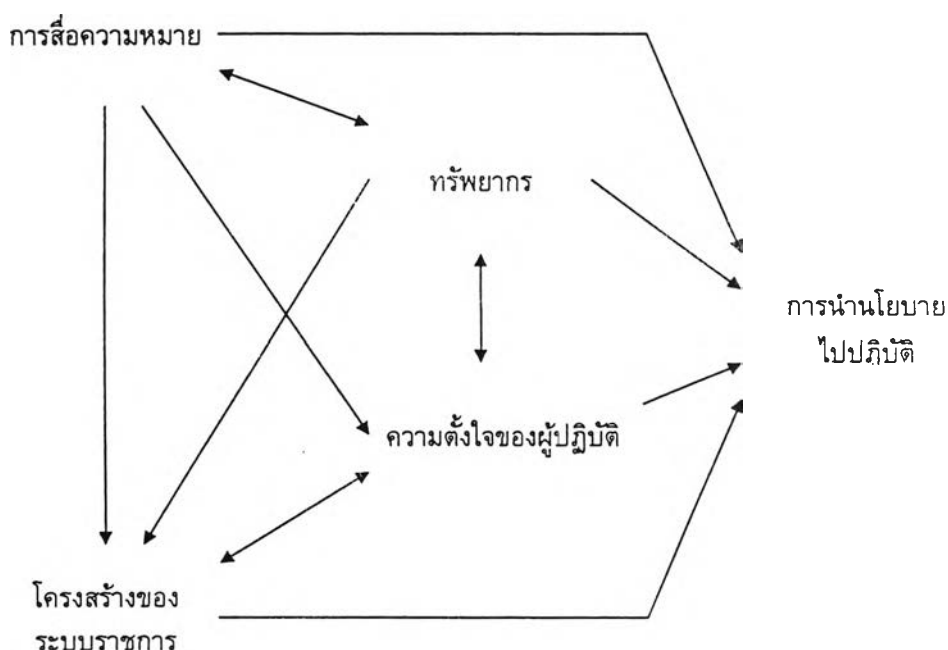 การสื่อความหมาย
ทรัพยากร
การนำนโยบาย
ไปปฏิบัติ
ความตั้งใจของผู้ปฏิบัติ
โครงสร้างของ
ระบบราชการ